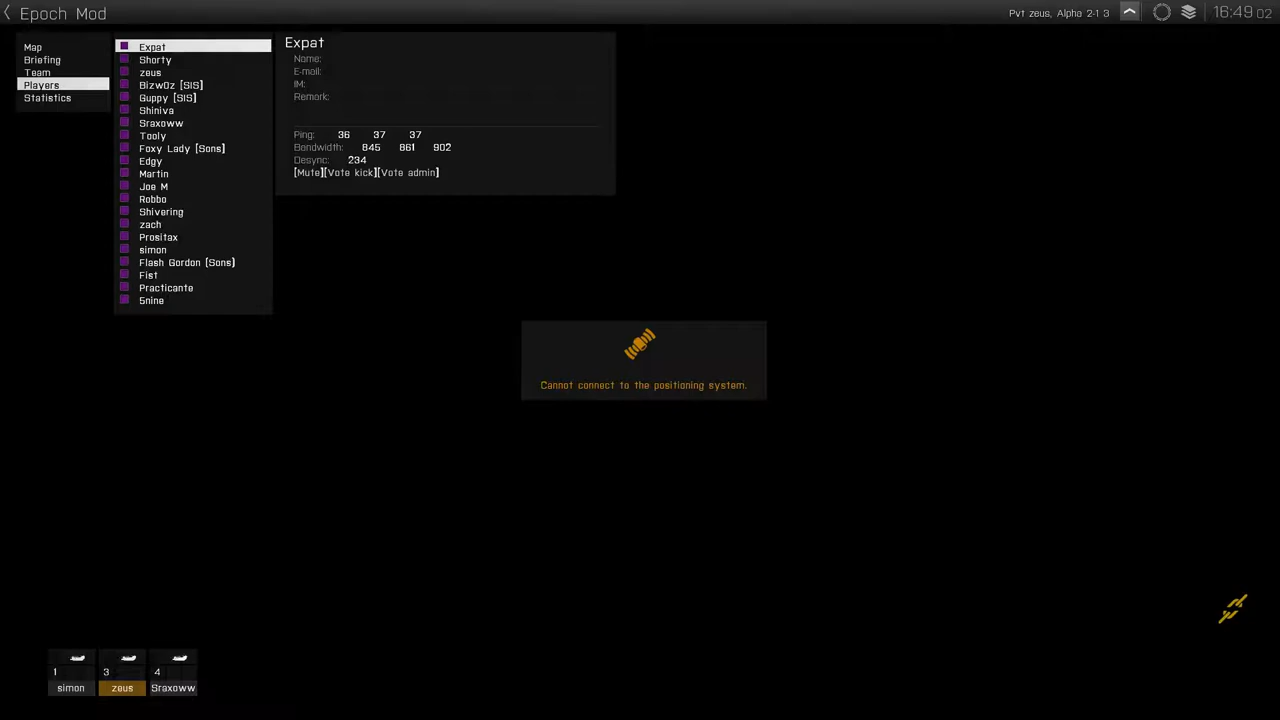 Epoch Mod
Pvt zeus, Alpha 2-1 3
16:49 02
Map
Briefing
Team
Players
Statistics
Expat
Shorty
zeus
BizwOz [SIS]
Guppy [SIS]
Shiniva
Sraxoww
Tooly
Foxy Lady [Sons]
Edgy
Martin
Joe M
Robbo
Shivering
zach
Prositax
simon
Flash Gordon [Sons]
Fist
Practicante
5nine
Expat
Name:
E-mail:
IM:
Remark:
Ping: 36 37 37
Bandwidth: 845 861 902
Desync: 234
[Mute][Vote kick][Vote admin]
Cannot connect to the positioning system.
1 3 4
simon zeus Sraxoww